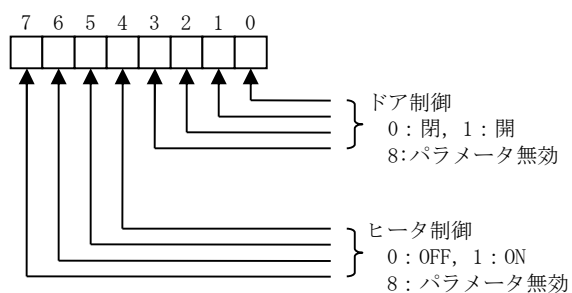 7 6 5 4 3 2 1 0
ドア制御
0：閉，1：開
8：パラメータ無効
ヒータ制御
0：OFF，1：ON
8：パラメータ無効